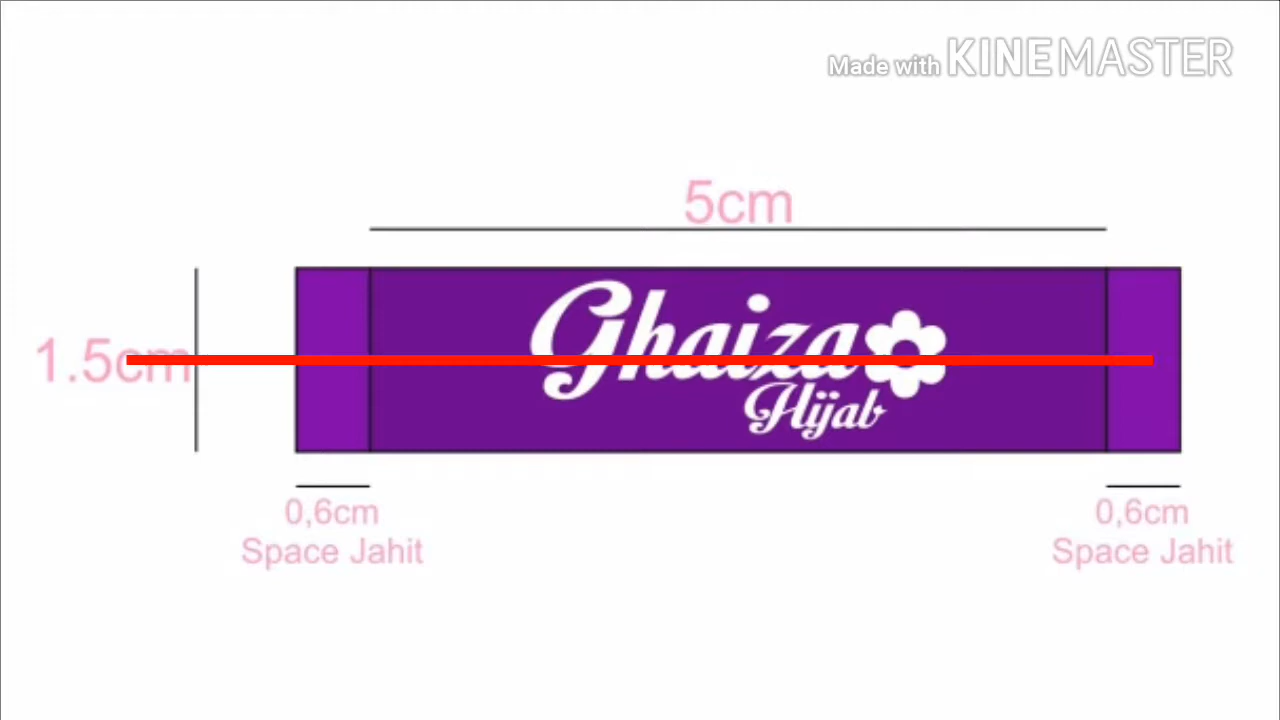 Made with KINEMASTER
5cm
Ghaiza
1.5cm
Hijab
0,6cm
Space Jahit
0,6cm
Space Jahit